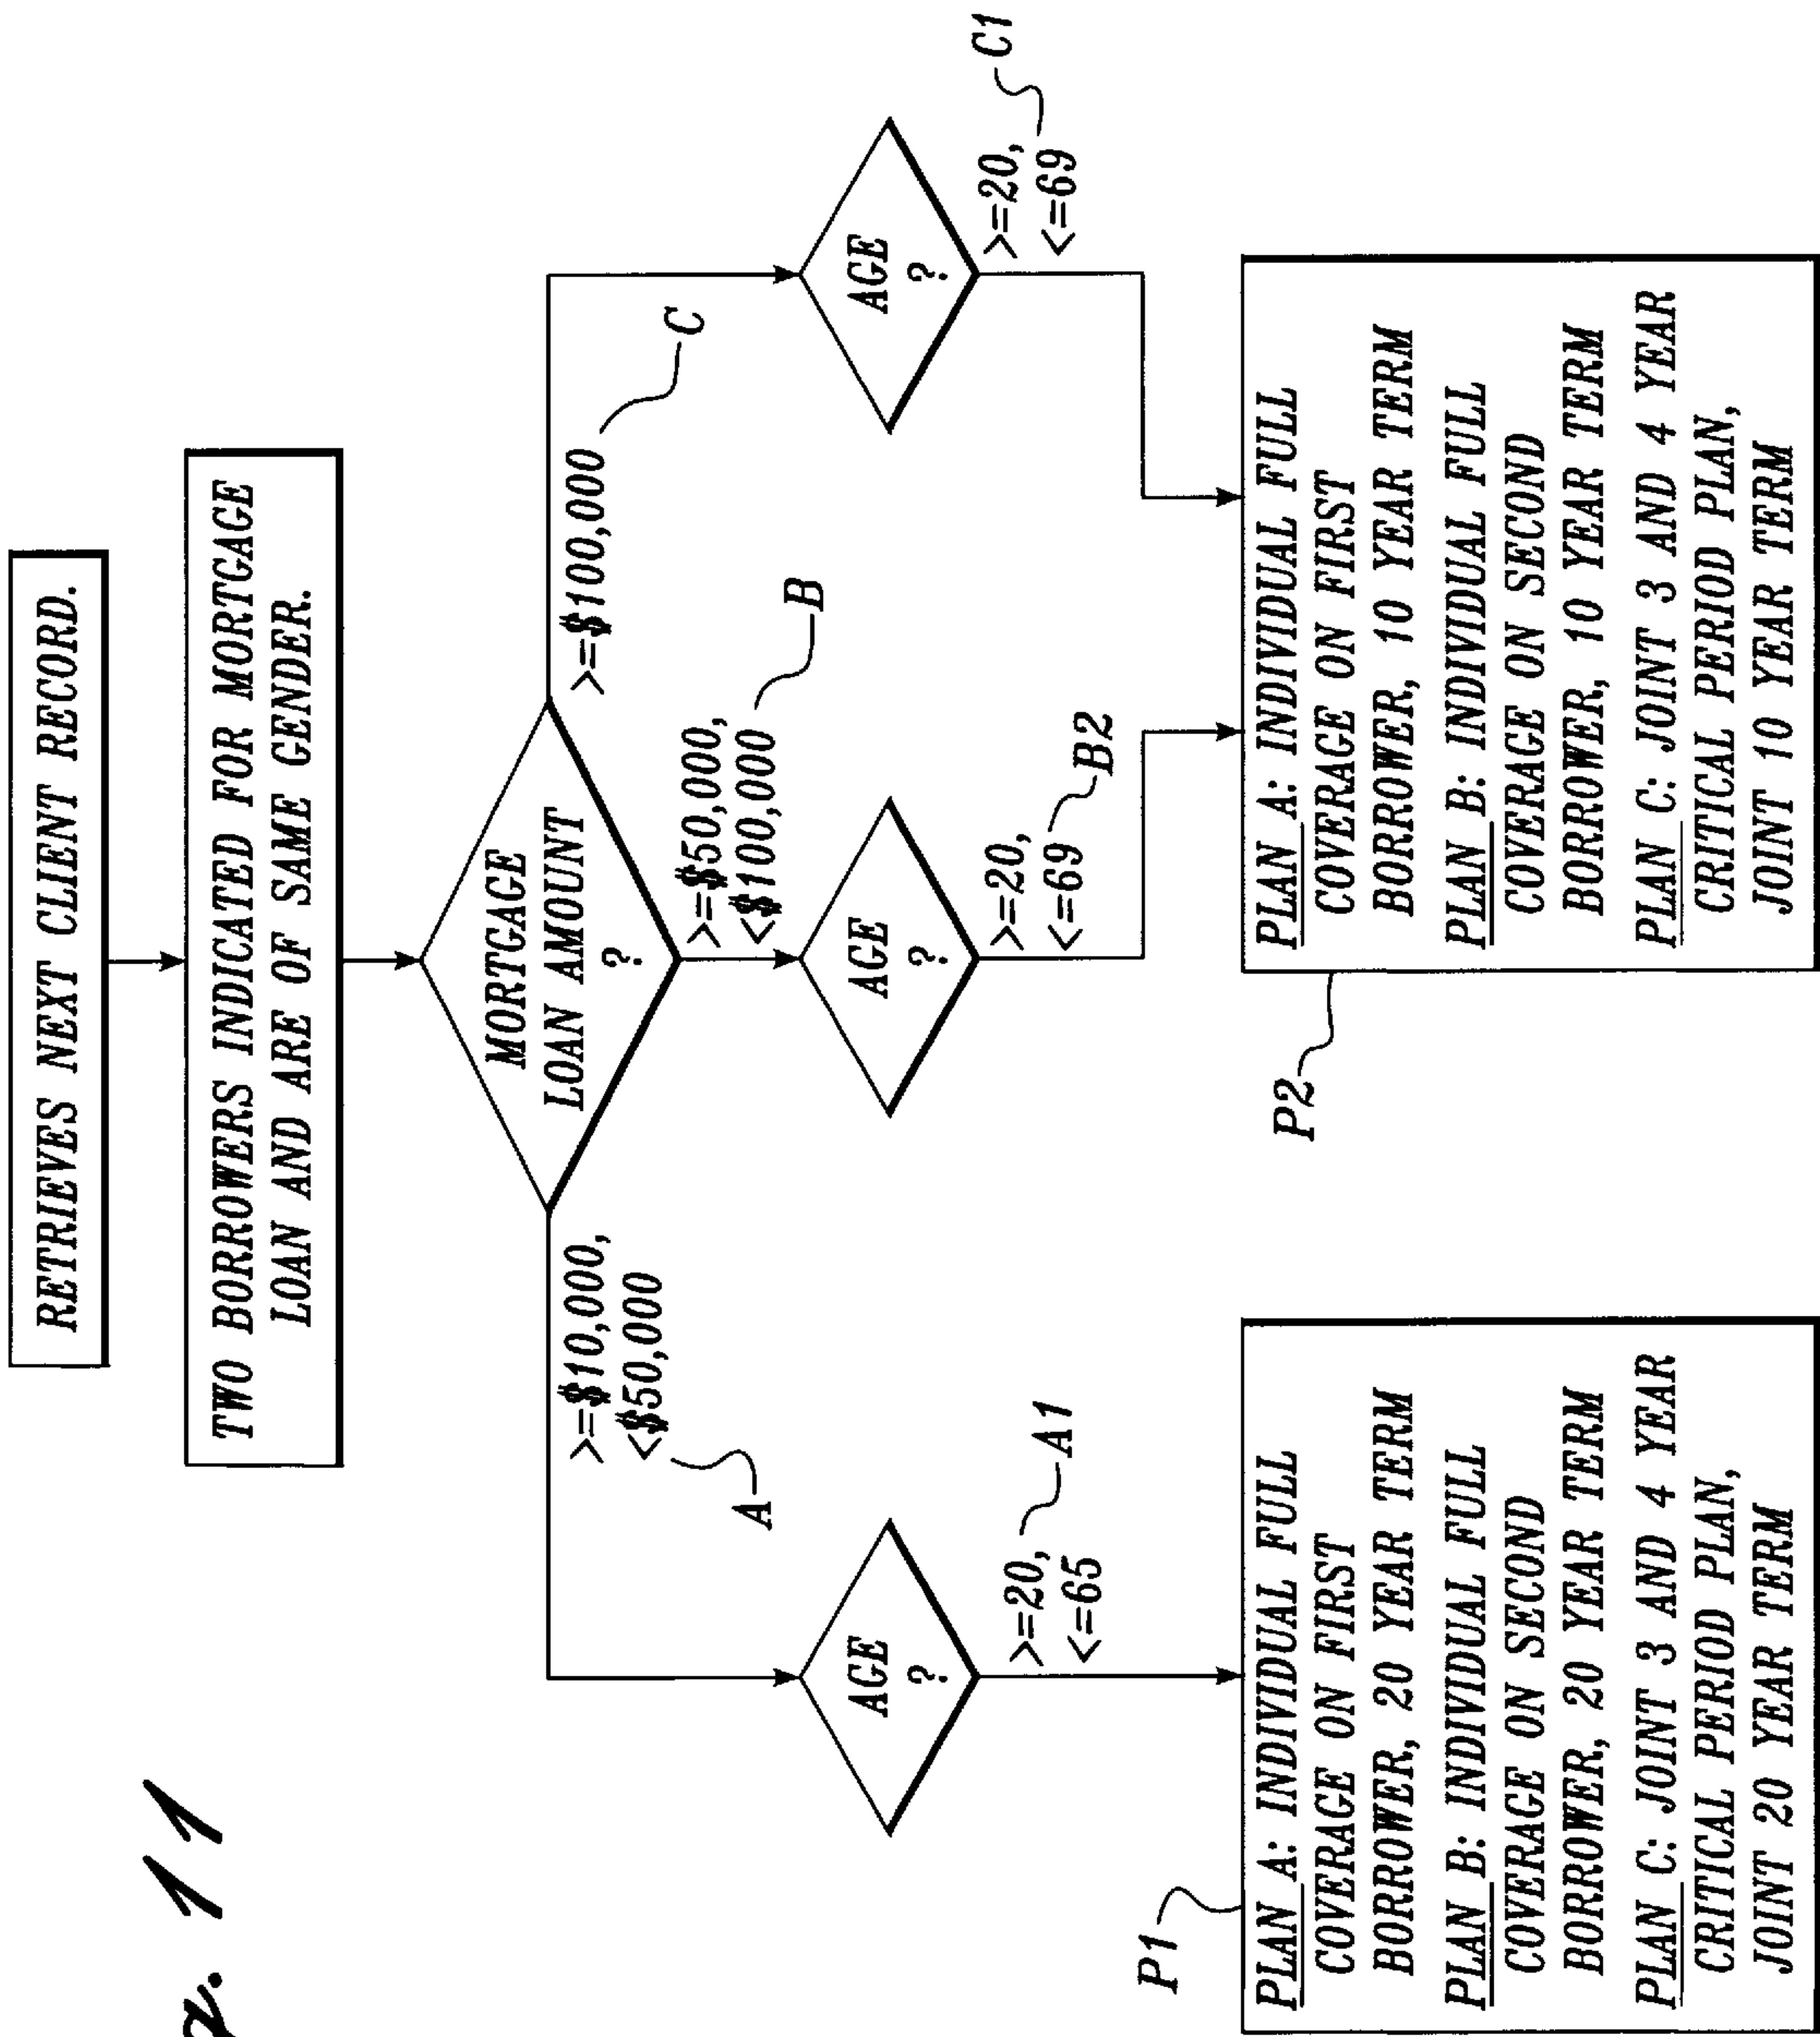 11
RETRIEVES NEXT CLIENT RECORD.
TWO BORROWERS INDICATED FOR MORTGAGE
LOAN AND ARE OF SAME GENDER.
MORTGAGE
LOAN AMOUNT
?
>=$10,000,
<$50,000
A
>=$50,000,
<$100,000
B
>=$100,000
C
AGE
?
>=20,
<=65
A1
AGE
?
>=20,
<=69
B2
AGE
?
>=20,
<=69
C1
P1
PLAN A: INDIVIDUAL FULL
COVERAGE ON FIRST
BORROWER, 20 YEAR TERM
PLAN B: INDIVIDUAL FULL
COVERAGE ON SECOND
BORROWER, 20 YEAR TERM
PLAN C: JOINT 3 AND 4 YEAR
CRITICAL PERIOD PLAN,
JOINT 20 YEAR TERM
P2
PLAN A: INDIVIDUAL FULL
COVERAGE ON FIRST
BORROWER, 10 YEAR TERM
PLAN B: INDIVIDUAL FULL
COVERAGE ON SECOND
BORROWER, 10 YEAR TERM
PLAN C: JOINT 3 AND 4 YEAR
CRITICAL PERIOD PLAN,
JOINT 10 YEAR TERM